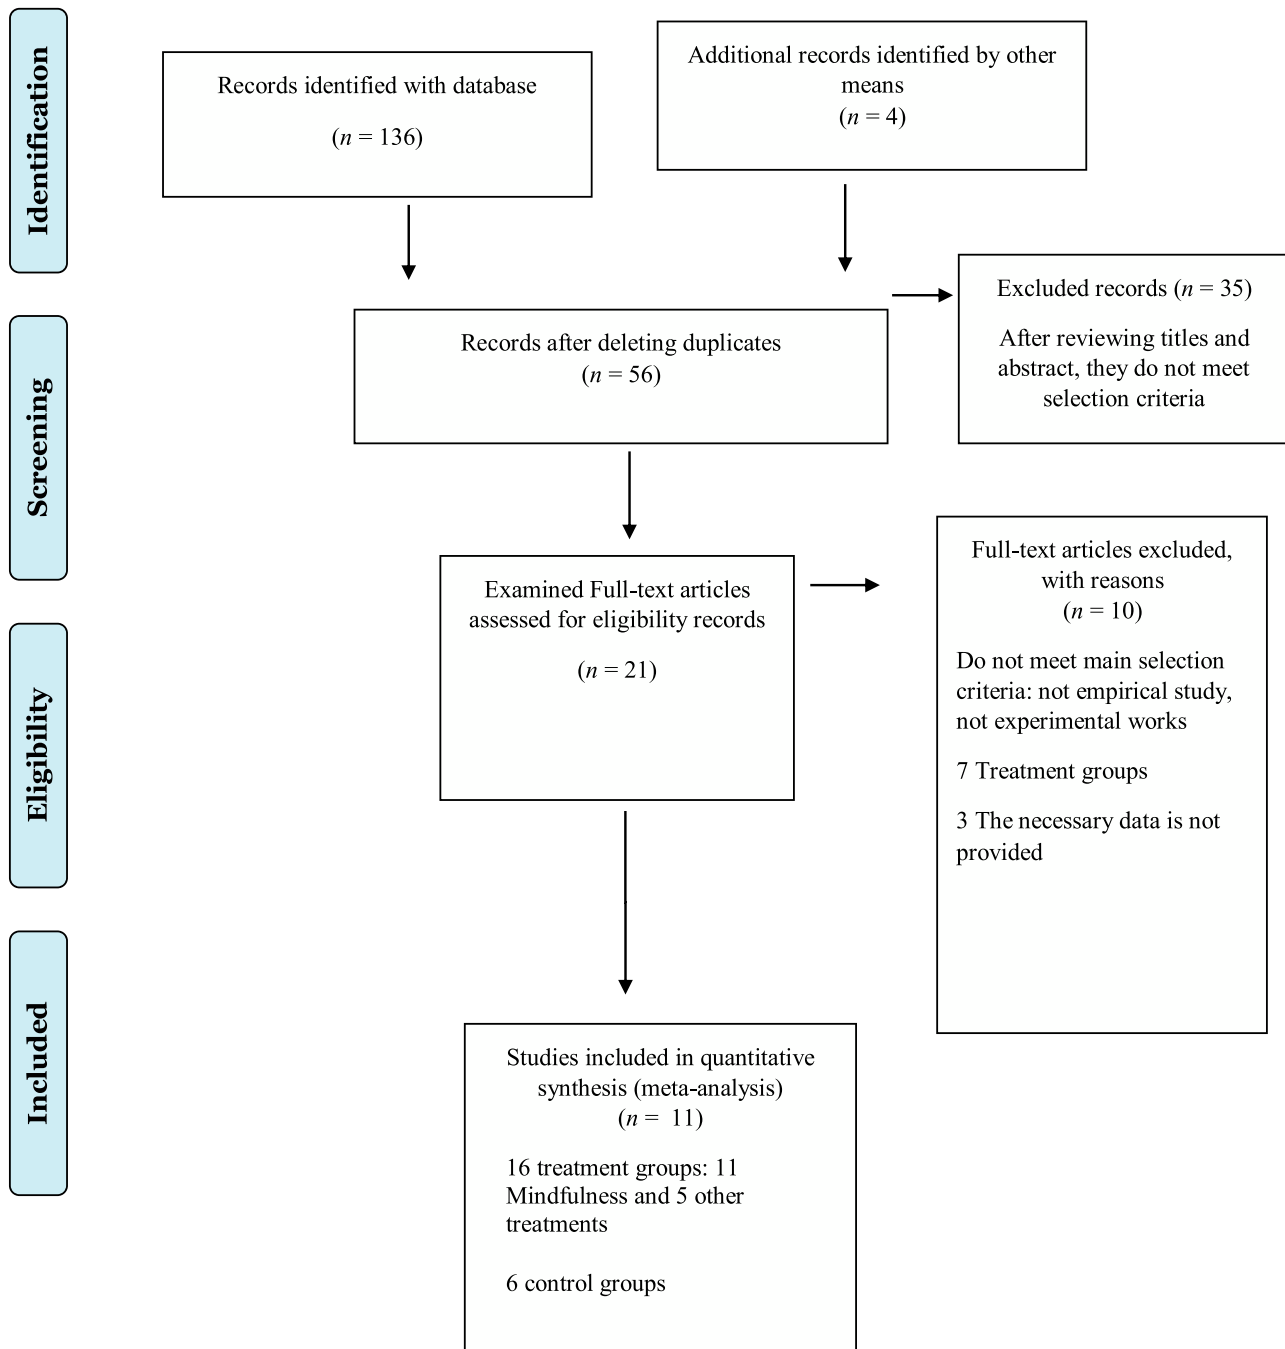 Identification
Records identified with database
(n = 136)
Additional records identified by other
means
(n = 4)
Excluded records (n = 35)
After reviewing titles and
abstract, they do not meet
selection criteria
Screening
Records after deleting duplicates
(n = 56)
Examined Full-text articles
assessed for eligibility records
(n = 21)
Full-text articles excluded,
with reasons
(n = 10)
Do not meet main selection
criteria: not empirical study,
not experimental works
7 Treatment groups
3 The necessary data is not
provided
Eligibility
Included
Studies included in quantitative
synthesis (meta-analysis)
(n = 11)
16 treatment groups: 11
Mindfulness and 5 other
treatments
6 control groups